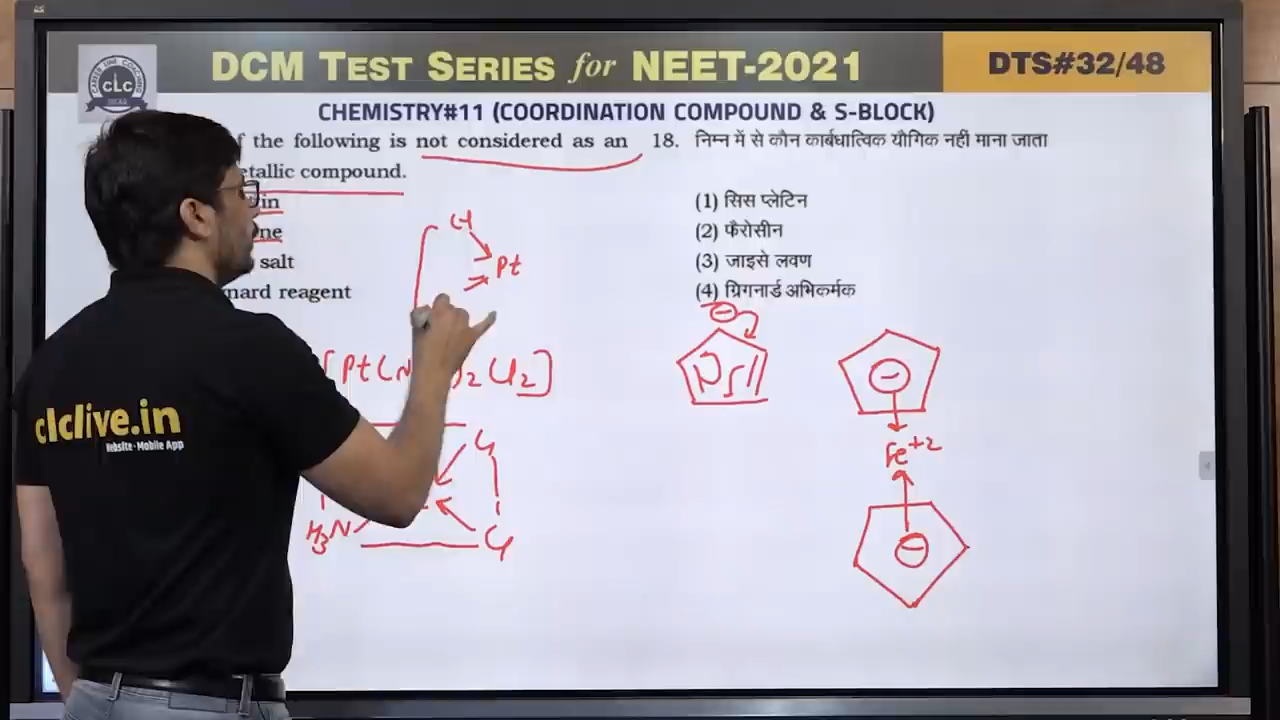 DCM TEST SERIES for NEET-2021
DTS#32/48
CLC
CHEMISTRY#11 (COORDINATION COMPOUND & S-BLOCK)
f the following is not considered as an
etallic compound.
in
ne
salt
nard reagent
18. निम्न में से कौन कार्बधात्विक यौगिक नहीं माना जाता
(1) सिस प्लेटिन
(2) फैरोसीन
(3) जाइसे लवण
(4) ग्रिगनार्ड अभिकर्मक
Cl
Pt
[Pt(N )2Cl2]
Cl
H3N
Cl
Fe+2
clclive.in
Website・Mobile App